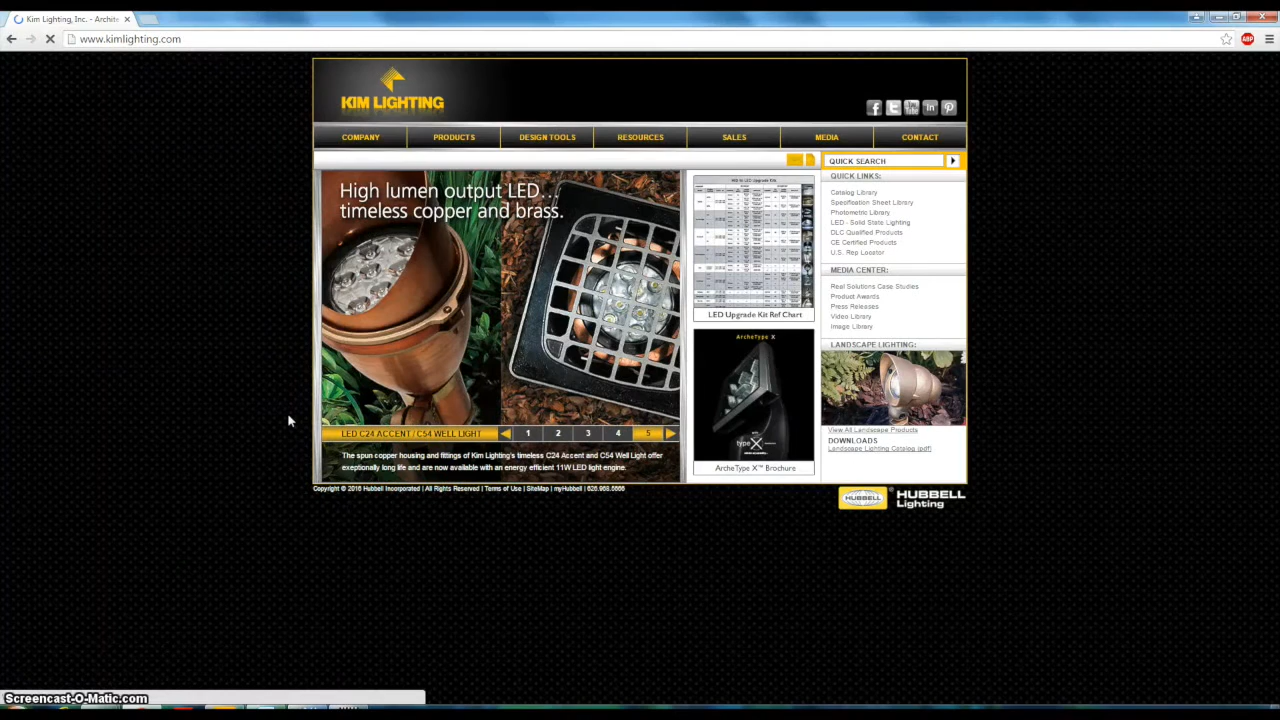 Kim Lighting, Inc. - Archite
www.kimlighting.com
ABP
KIM LIGHTING
COMPANY
PRODUCTS
DESIGN TOOLS
RESOURCES
SALES
MEDIA
CONTACT
QUICK SEARCH
High lumen output LED ...
timeless copper and brass.
LED Upgrade Kit Ref Chart
ArcheType X
type X
ArcheType X™ Brochure
LED C24 ACCENT / C54 WELL LIGHT
1 2 3 4 5
The spun copper housing and fittings of Kim Lighting's timeless C24 Accent and C54 Well Light offer
exeptionally long life and are now available with an energy efficient 11W LED light engine.
QUICK LINKS:
Catalog Library
Specification Sheet Library
Photometric Library
LED - Solid State Lighting
DLC Qualified Products
CE Certified Products
U.S. Rep Locator
MEDIA CENTER:
Real Solutions Case Studies
Product Awards
Press Releases
Video Library
Image Library
LANDSCAPE LIGHTING:
View All Landscape Products
DOWNLOADS
Landscape Lighting Catalog (pdf)
Copyright © 2016 Hubbell Incorporated | All Rights Reserved | Terms of Use | SiteMap | myHubbell | 626.968.5666
HUBBELL
HUBBELL
Lighting
Screencast-O-Matic.com